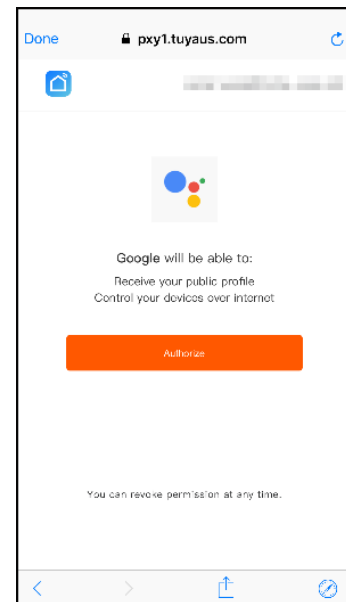 Done pxy1.tuyaus.com
Google will be able to:
Receive your public profile
Control your devices over internet
Authorize
You can revoke permission at any time.